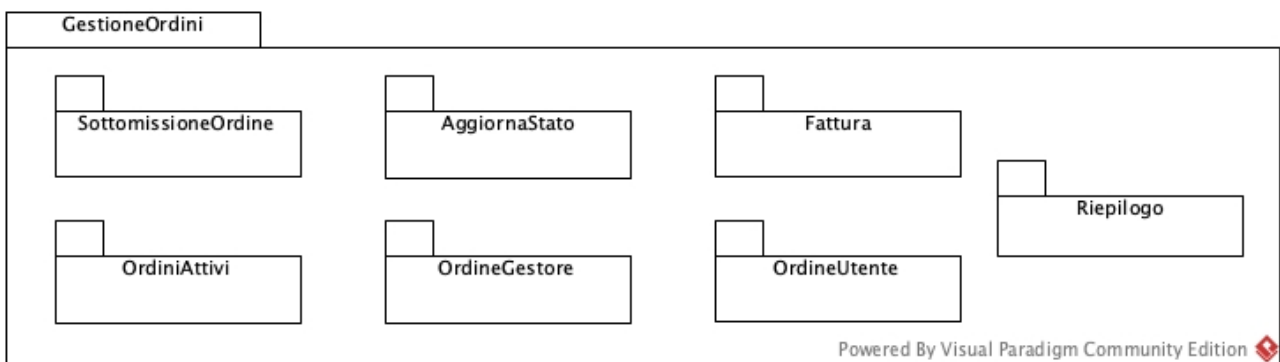 GestioneOrdini
SottomissioneOrdine
AggiornaStato
Fattura
Riepilogo
OrdiniAttivi
OrdineGestore
OrdineUtente
Powered By Visual Paradigm Community Edition